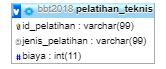 bbt2018 pelatihan_teknis
id_pelatihan : varchar(99)
jenis_pelatihan : varchar(99)
# biaya : int(11)